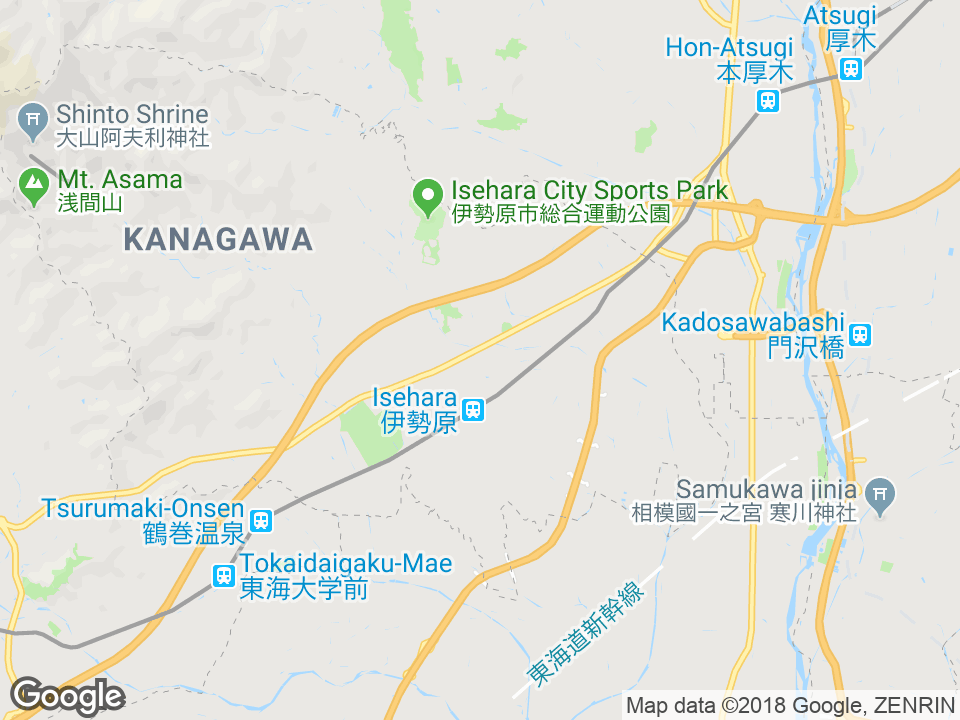 Atsugi
厚木
Hon-Atsugi
本厚木
Shinto Shrine
大山阿夫利神社
Mt. Asama
浅間山
Isehara City Sports Park
伊勢原市総合運動公園
KANAGAWA
Kadosawabashi
門沢橋
Isehara
伊勢原
Samukawa jinja
相模國一之宮 寒川神社
Tsurumaki-Onsen
鶴巻温泉
Tokaidaigaku-Mae
東海大学前
東海道新幹線
Google
Map data ©2018 Google, ZENRIN